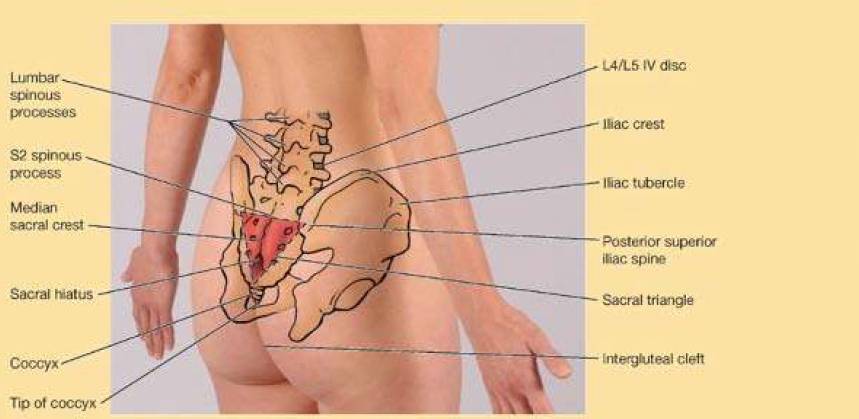 Lumbar
spinous
processes
S2 spinous
process
Median
sacral crest
Sacral hiatus
Coccyx
Tip of coccyx
L4/L5 IV disc
Iliac crest
Iliac tubercle
Posterior superior
iliac spine
Sacral triangle
Intergluteal cleft